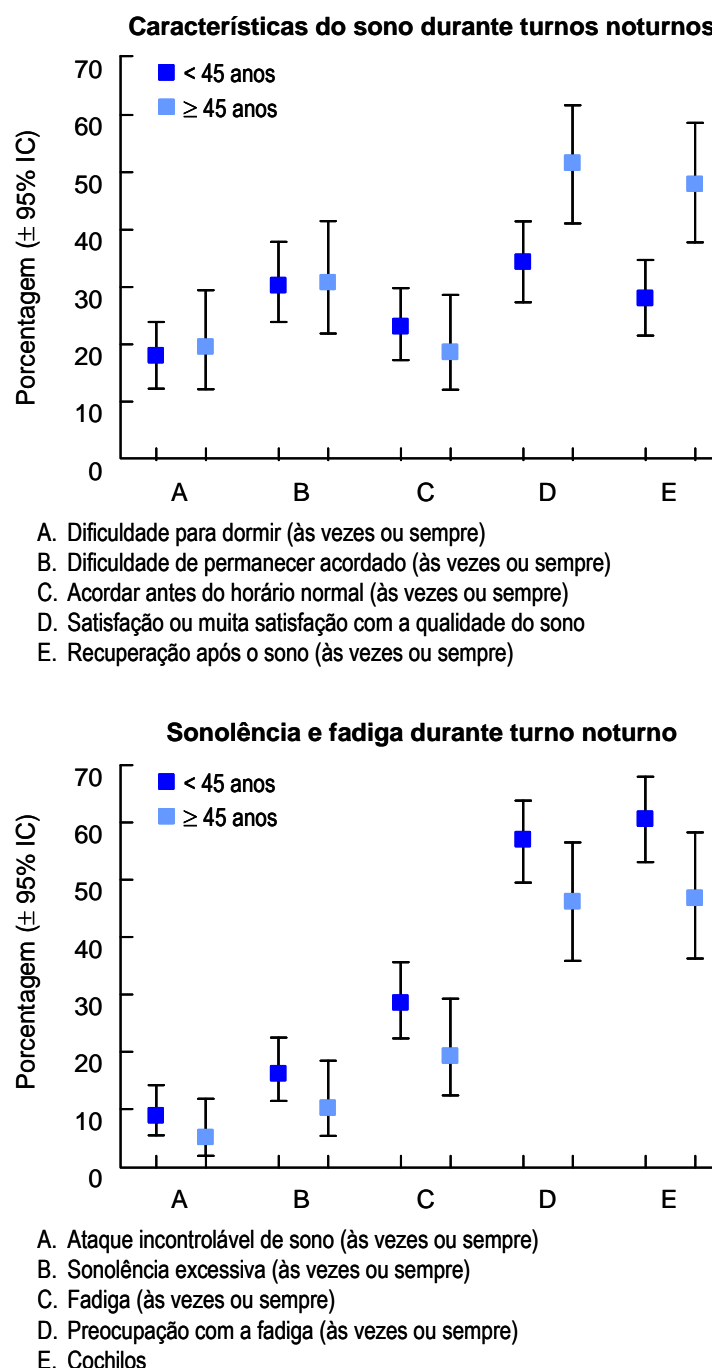 Características do sono durante turnos noturnos
70
< 45 anos
≥ 45 anos
60
50
40
30
20
10
0
Porcentagem (± 95% IC)
A B C D E
A. Dificuldade para dormir (às vezes ou sempre)
B. Dificuldade de permanecer acordado (às vezes ou sempre)
C. Acordar antes do horário normal (às vezes ou sempre)
D. Satisfação ou muita satisfação com a qualidade do sono
E. Recuperação após o sono (às vezes ou sempre)
Sonolência e fadiga durante turno noturno
70
< 45 anos
≥ 45 anos
60
50
40
30
20
10
0
Porcentagem (± 95% IC)
A B C D E
A. Ataque incontrolável de sono (às vezes ou sempre)
B. Sonolência excessiva (às vezes ou sempre)
C. Fadiga (às vezes ou sempre)
D. Preocupação com a fadiga (às vezes ou sempre)
E. Cochilos